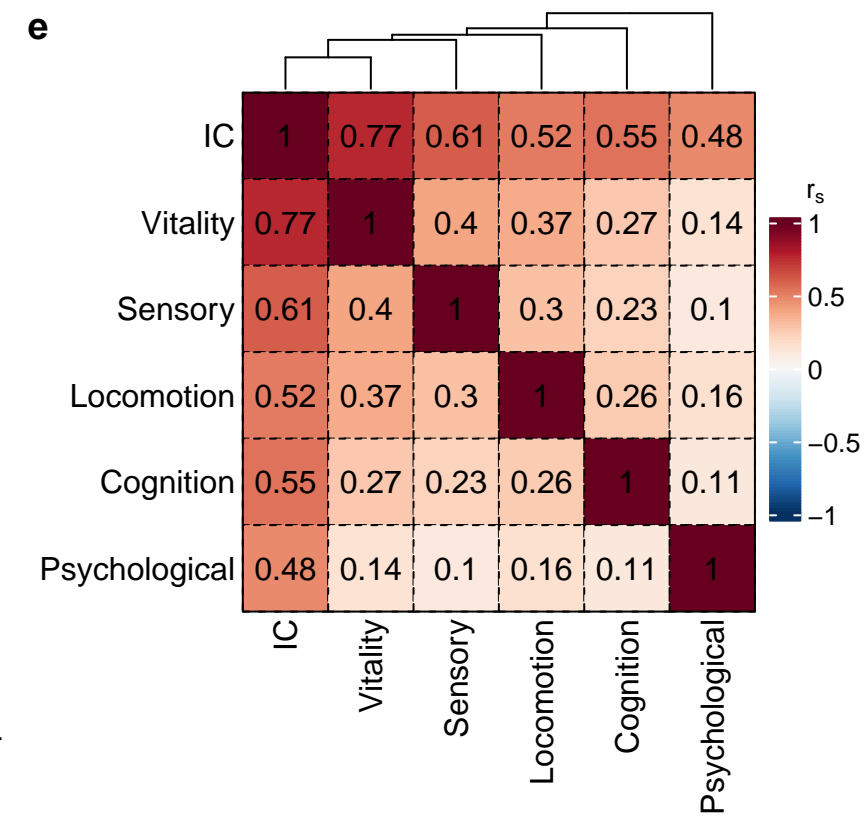 e
IC 1 0.77 0.61 0.52 0.55 0.48
Vitality 0.77 1 0.4 0.37 0.27 0.14
Sensory 0.61 0.4 1 0.3 0.23 0.1
Locomotion 0.52 0.37 0.3 1 0.26 0.16
Cognition 0.55 0.27 0.23 0.26 1 0.11
Psychological 0.48 0.14 0.1 0.16 0.11 1
IC
Vitality
Sensory
Locomotion
Cognition
Psychological
rs
1
0.5
0
−0.5
−1